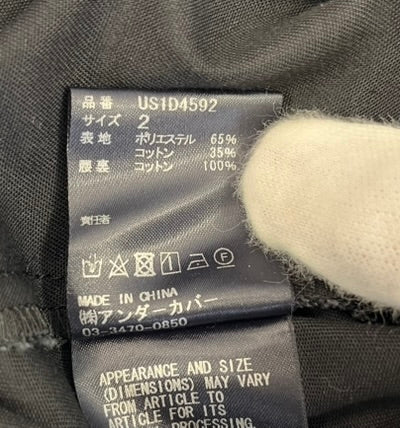 品番 US1D4592
サイズ 2
表地 ポリエステル 65%
コットン 35%
腰裏 コットン 100%
責任者
MADE IN CHINA
㈱アンダーカバー
03-3470-0850
APPEARANCE AND SIZE
(DIMENSIONS) MAY VARY
FROM ARTICLE TO
ARTICLE FOR ITS